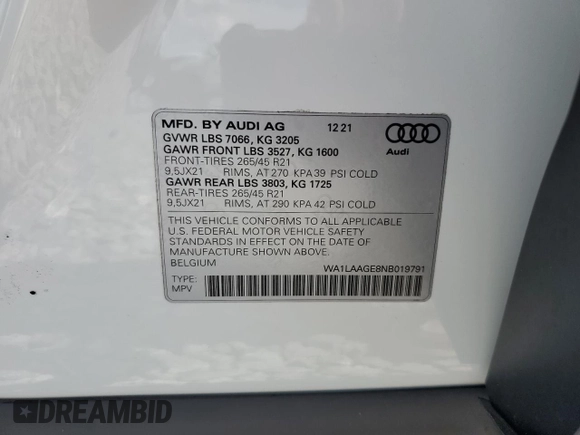 MFD. BY AUDI AG 12 21
GVWR LBS 7066, KG 3205
GAWR FRONT LBS 3527, KG 1600
FRONT-TIRES 265/45 R21
9,5JX21 RIMS, AT 270 KPA 39 PSI COLD
GAWR REAR LBS 3803, KG 1725
REAR-TIRES 265/45 R21
9,5JX21 RIMS, AT 290 KPA 42 PSI COLD
Audi
THIS VEHICLE CONFORMS TO ALL APPLICABLE
U.S. FEDERAL MOTOR VEHICLE SAFETY
STANDARDS IN EFFECT ON THE DATE OF
MANUFACTURE SHOWN ABOVE.
BELGIUM WA1LAAGE8NB019791
TYPE:
MPV
DREAMBID